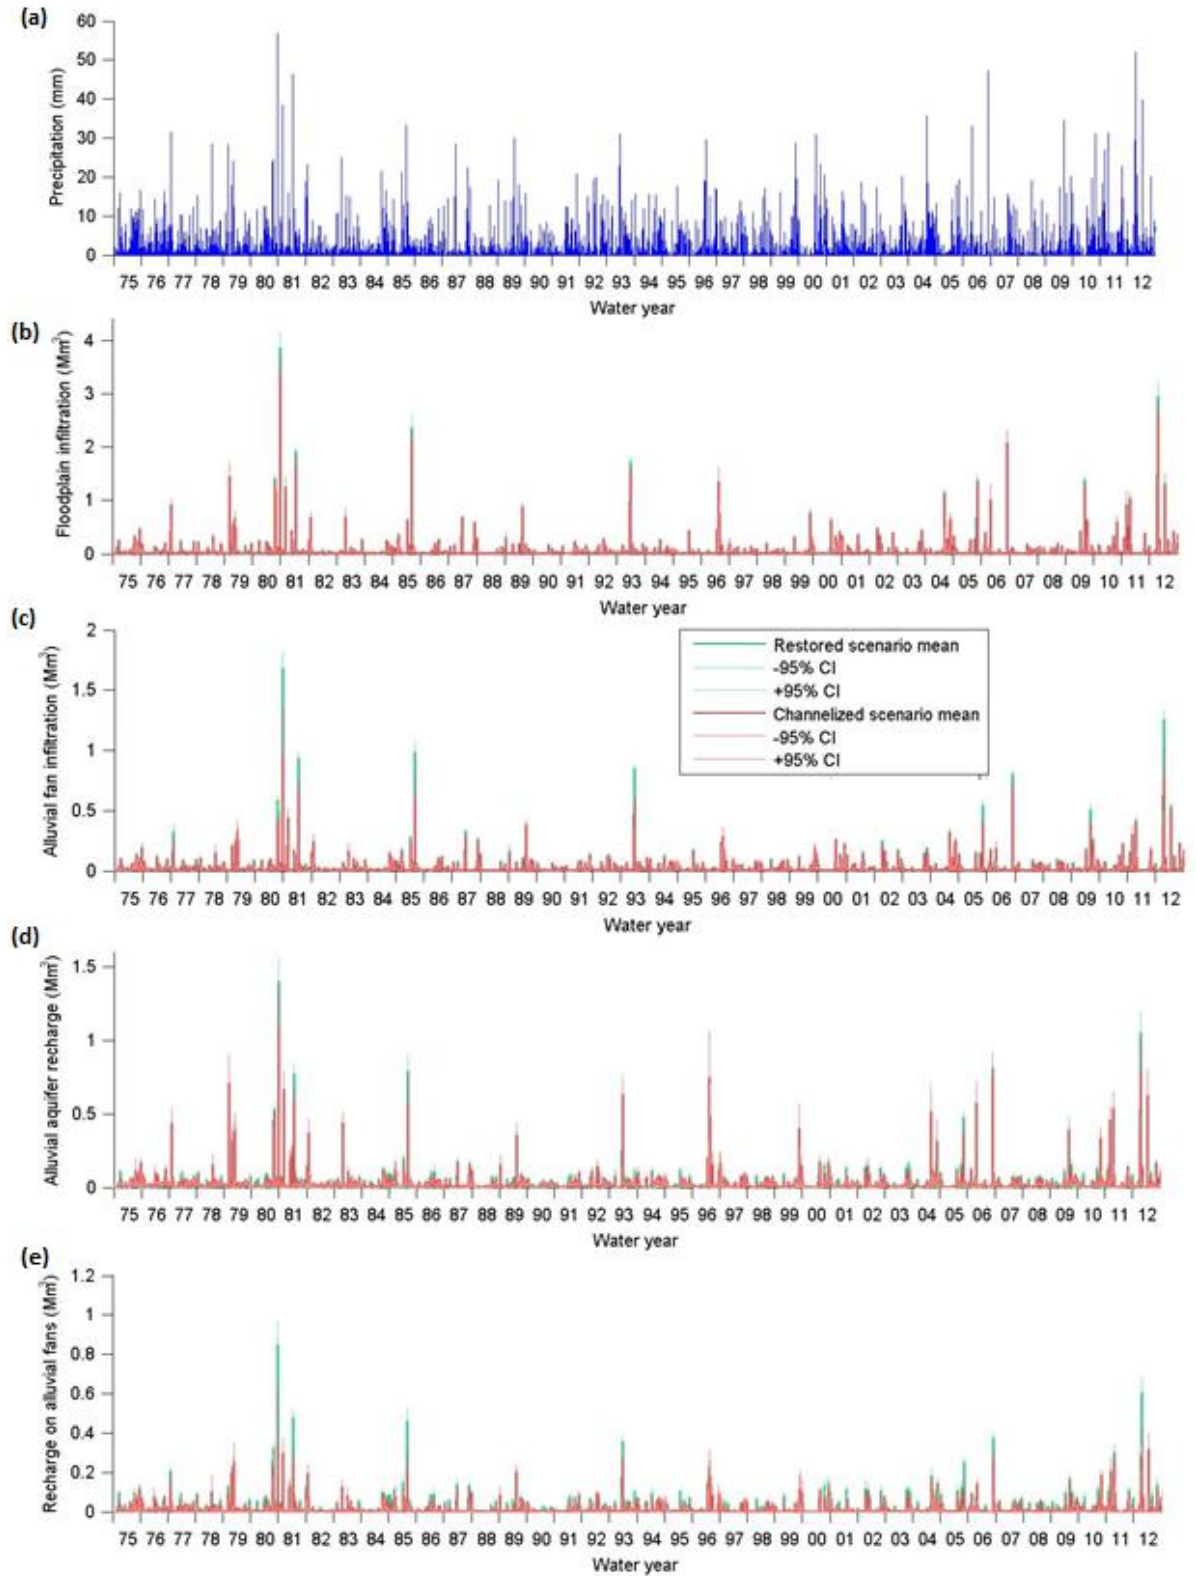 (a)
Precipitation (mm)
60
50
40
30
20
10
0
75 76 77 78 79 80 81 82 83 84 85 86 87 88 89 90 91 92 93 94 95 96 97 98 99 00 01 02 03 04 05 06 07 08 09 10 11 12
Water year
(b)
Floodplain infiltration (Mm³)
4
3
2
1
0
75 76 77 78 79 80 81 82 83 84 85 86 87 88 89 90 91 92 93 94 95 96 97 98 99 00 01 02 03 04 05 06 07 08 09 10 11 12
Water year
(c)
Alluvial fan infiltration (Mm³)
2
1.5
1
0.5
0
Restored scenario mean
-95% CI
+95% CI
Channelized scenario mean
-95% CI
+95% CI
75 76 77 78 79 80 81 82 83 84 85 86 87 88 89 90 91 92 93 94 95 96 97 98 99 00 01 02 03 04 05 06 07 08 09 10 11 12
Water year
(d)
Alluvial aquifer recharge (Mm³)
1.5
1
0.5
0
75 76 77 78 79 80 81 82 83 84 85 86 87 88 89 90 91 92 93 94 95 96 97 98 99 00 01 02 03 04 05 06 07 08 09 10 11 12
Water year
(e)
Recharge on alluvial fans (Mm³)
1.2
1
0.8
0.6
0.4
0.2
0
75 76 77 78 79 80 81 82 83 84 85 86 87 88 89 90 91 92 93 94 95 96 97 98 99 00 01 02 03 04 05 06 07 08 09 10 11 12
Water year